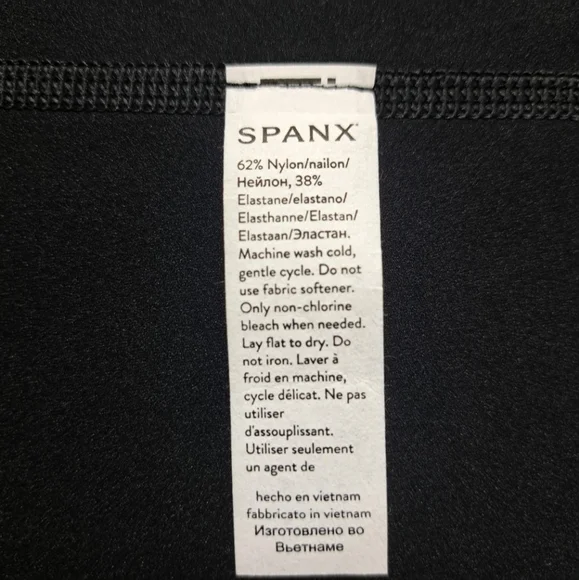 SPANX
62% Nylon/nailon/
Нейлон, 38%
Elastane/elastano/
Elasthanne/Elastan/
Elastaan/Эластан.
Machine wash cold,
gentle cycle. Do not
use fabric softener.
Only non-chlorine
bleach when needed.
Lay flat to dry. Do
not iron. Laver à
froid en machine,
cycle délicat. Ne pas
utiliser
d'assouplissant.
Utiliser seulement
un agent de
hecho en vietnam
fabbricato in vietnam
Изготовлено во
Вьетнаме